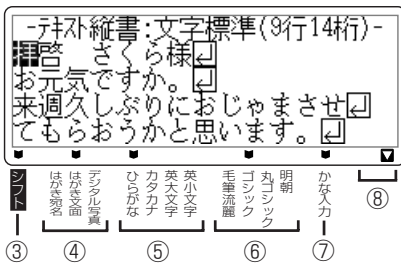 -テキスト縦書:文字標準(9行14桁)-
拝啓　さくら様↵
お元気ですか。↵
来週久しぶりにおじゃまさせ↵
てもらおうかと思います。↵
シフト
はがき宛名
はがき文面
デジタル写真
ひらがな
カタカナ
英大文字
英小文字
毛筆流麗
ゴシック
丸ゴシック
明朝
かな入力
③ ④ ⑤ ⑥ ⑦ ⑧